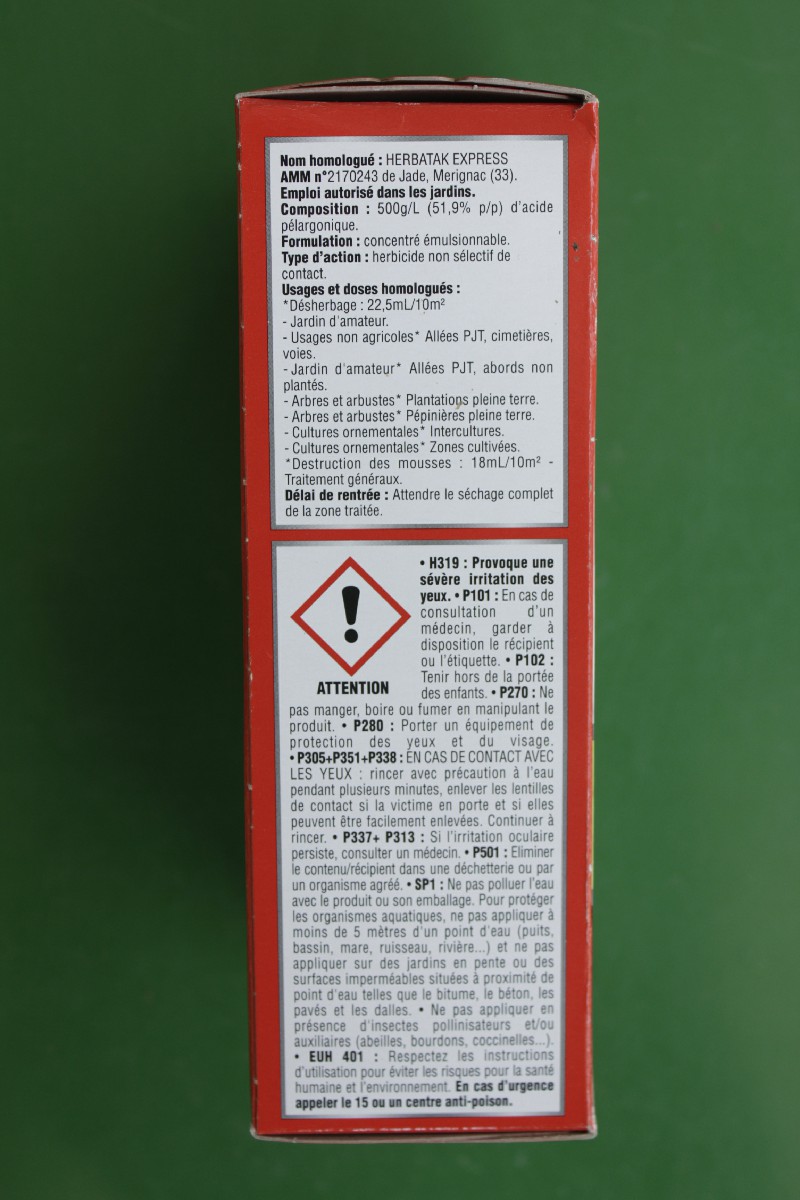 Nom homologué : HERBATAK EXPRESS
AMM n°2170243 de Jade, Merignac (33).
Emploi autorisé dans les jardins.
Composition : 500g/L (51,9% p/p) d'acide
pélargonique.
Formulation : concentré émulsionnable.
Type d'action : herbicide non sélectif de
contact.
Usages et doses homologués :
*Désherbage : 22,5mL/10m²
- Jardin d'amateur.
- Usages non agricoles* Allées PJT, cimetières,
voies.
- Jardin d'amateur* Allées PJT, abords non
plantés.
- Arbres et arbustes* Plantations pleine terre.
- Arbres et arbustes* Pépinières pleine terre.
- Cultures ornementales* Intercultures.
- Cultures ornementales* Zones cultivées.
*Destruction des mousses : 18mL/10m² -
Traitement généraux.
Délai de rentrée : Attendre le séchage complet
de la zone traitée.
ATTENTION
• H319 : Provoque une
sévère irritation des
yeux. • P101 : En cas de
consultation d'un
médecin, garder à
disposition le récipient
ou l'étiquette. • P102 :
Tenir hors de la portée
des enfants. • P270 : Ne
pas manger, boire ou fumer en manipulant le
produit. • P280 : Porter un équipement de
protection des yeux et du visage.
• P305+P351+P338 : EN CAS DE CONTACT AVEC
LES YEUX : rincer avec précaution à l'eau
pendant plusieurs minutes, enlever les lentilles
de contact si la victime en porte et si elles
peuvent être facilement enlevées. Continuer à
rincer. • P337+ P313 : Si l'irritation oculaire
persiste, consulter un médecin. • P501 : Eliminer
le contenu/récipient dans une déchetterie ou par
un organisme agréé. • SP1 : Ne pas polluer l'eau
avec le produit ou son emballage. Pour protéger
les organismes aquatiques, ne pas appliquer à
moins de 5 mètres d'un point d'eau (puits,
bassin, mare, ruisseau, rivière...) et ne pas
appliquer sur des jardins en pente ou des
surfaces imperméables situées à proximité de
point d'eau telles que le bitume, le béton, les
pavés et les dalles. • Ne pas appliquer en
présence d'insectes pollinisateurs et/ou
auxiliaires (abeilles, bourdons, coccinelles...).
• EUH 401 : Respectez les instructions
d'utilisation pour éviter les risques pour la santé
humaine et l'environnement. En cas d'urgence
appeler le 15 ou un centre anti-poison.